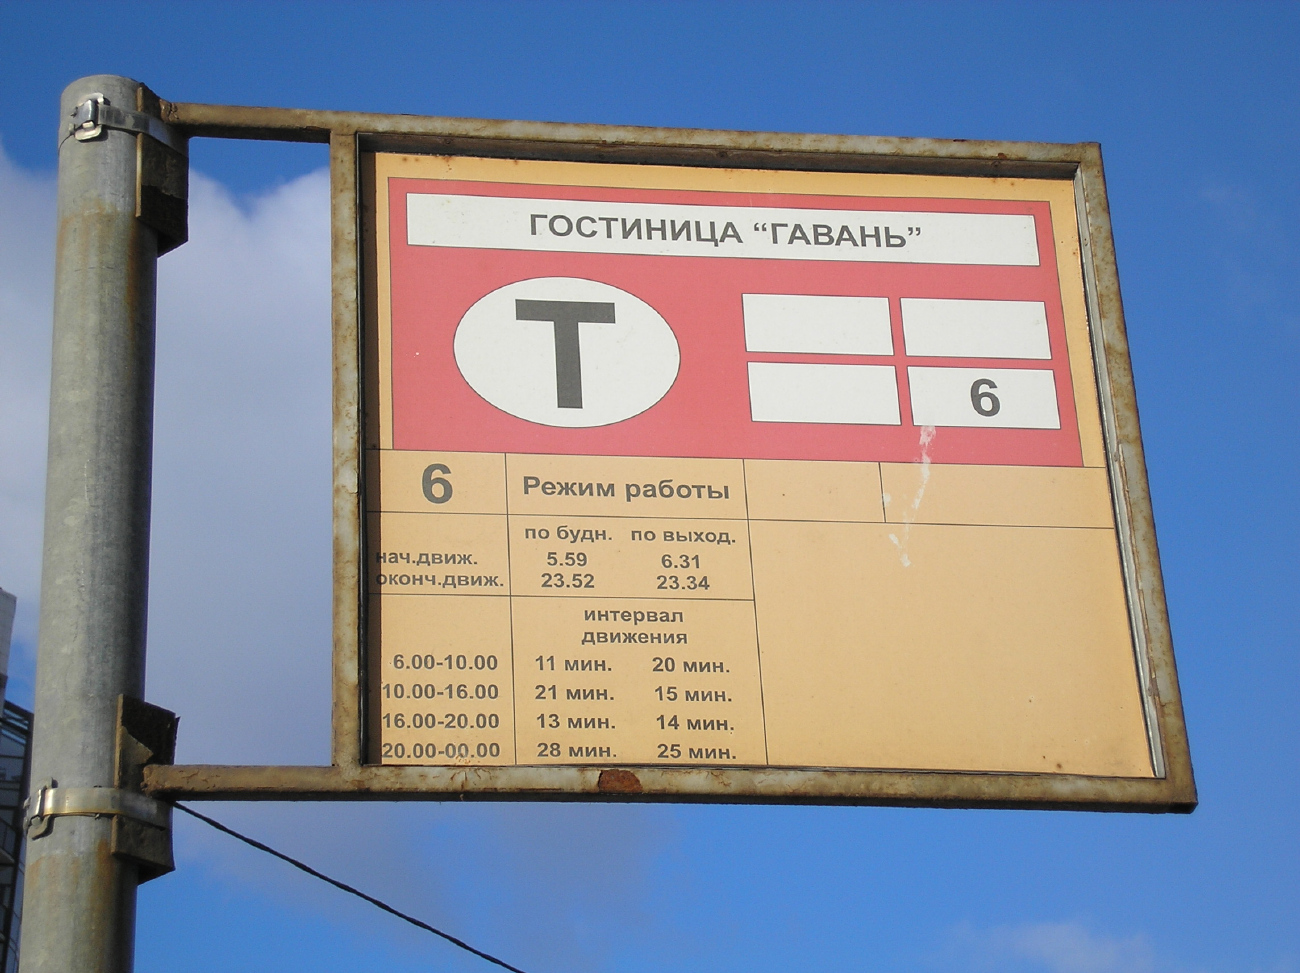 ГОСТИНИЦА “ГАВАНЬ”
Т
6
6 Режим работы
по будн. по выход.
нач.движ. 5.59 6.31
оконч.движ. 23.52 23.34
интервал
движения
6.00-10.00 11 мин. 20 мин.
10.00-16.00 21 мин. 15 мин.
16.00-20.00 13 мин. 14 мин.
20.00-00.00 28 мин. 25 мин.